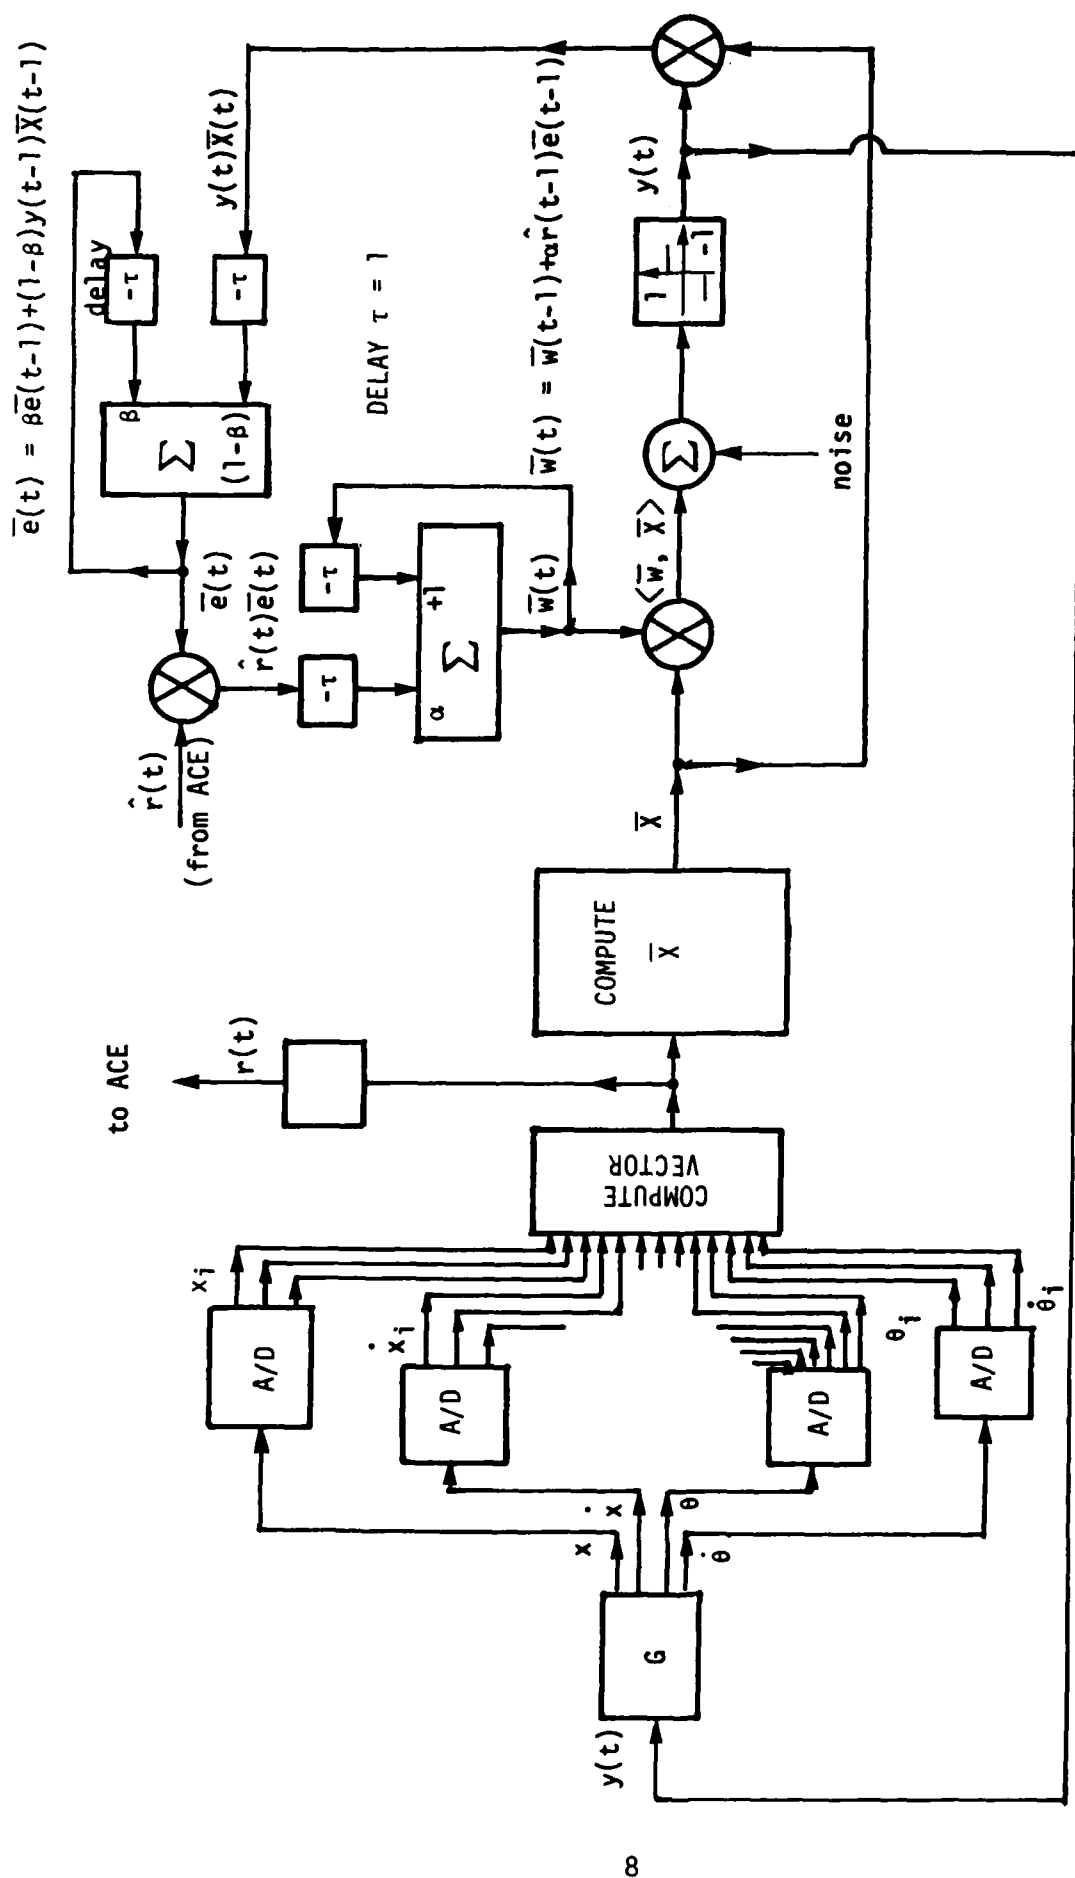 e̅(t) = βe̅(t-1)+(1-β)y(t-1)X̅(t-1)
delay
-τ
β
Σ
(1-β)
-τ
y(t)X̅(t)
e̅(t)
r̂(t)
(from ACE)
r̂(t)e̅(t)
-τ
-τ
α
+1
Σ
w̅(t)
DELAY τ = 1
w̅(t) = w̅(t-1)+αr̂(t-1)e̅(t-1)
⟨w̅, X̅⟩
Σ
noise
1
-1
y(t)
to ACE
r(t)
COMPUTE
X̅
X̅
COMPUTE
VECTOR
xᵢ
A/D
ẋᵢ
A/D
θᵢ
A/D
θ̇ᵢ
A/D
x
ẋ
θ
θ̇
G
y(t)
8